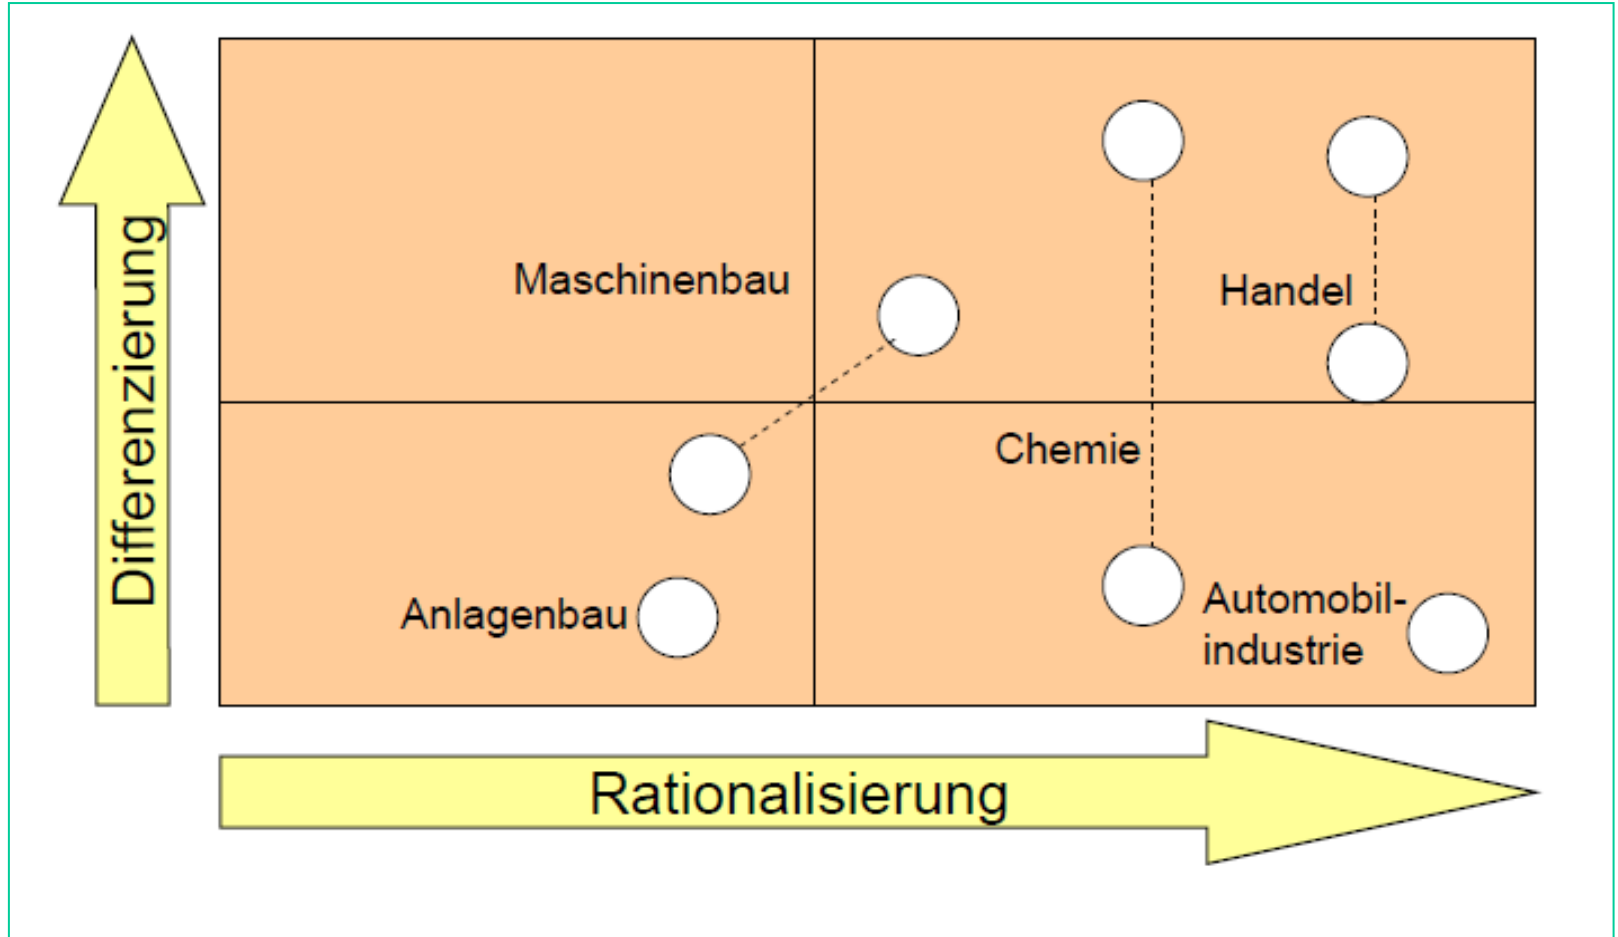 Differenzierung
Maschinenbau
Handel
Chemie
Anlagenbau
Automobil-
industrie
Rationalisierung